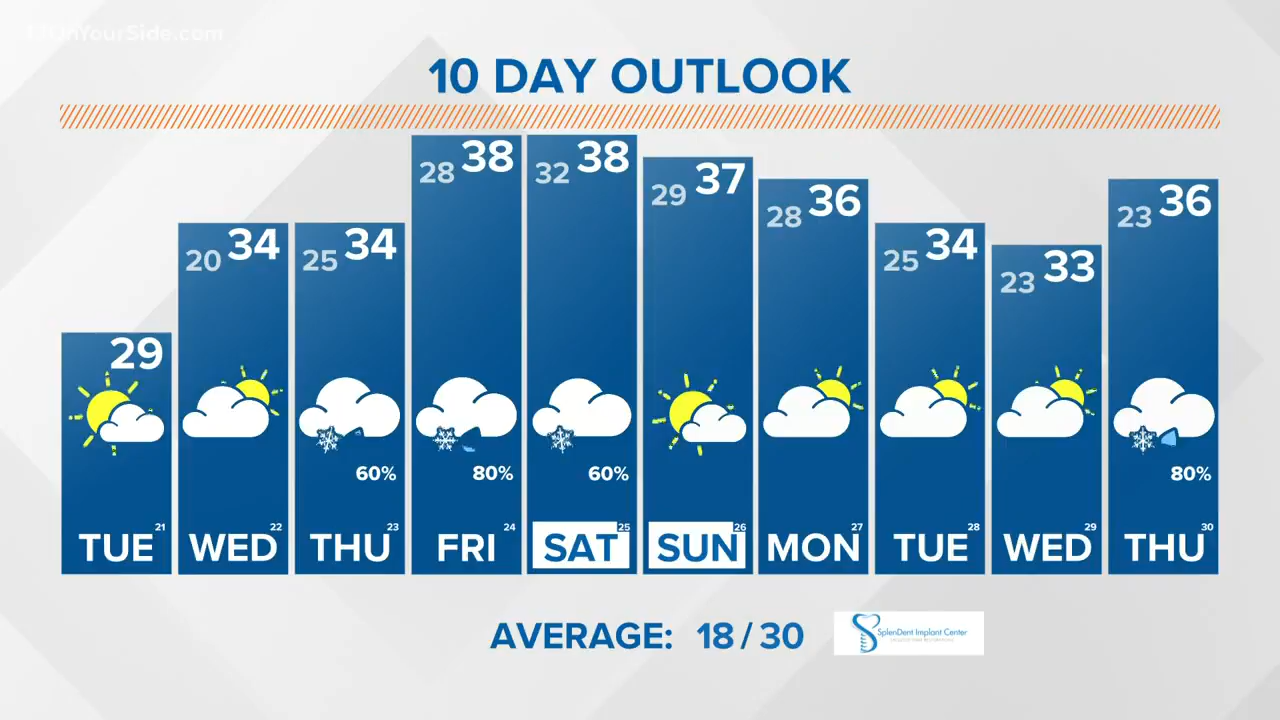 OnYourSide.com
10 DAY OUTLOOK
29
20 34
25 34
28 38
32 38
29 37
28 36
25 34
23 33
23 36
60%
80%
60%
80%
TUE 21
WED 22
THU 23
FRI 24
SAT 25
SUN 26
MON 27
TUE 28
WED 29
THU 30
AVERAGE: 18 / 30
SplenDent Implant Center